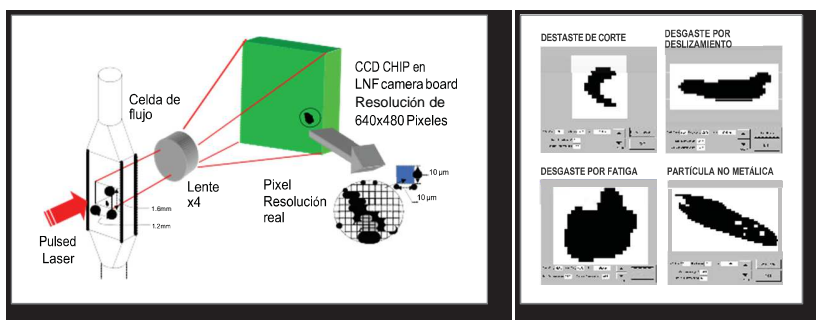 Celda de
flujo
CCD CHIP en
LNF camera board
Resolución de
640x480 Pixeles
Lente
x4
Pixel
Resolución
real
10 µm
10 µm
1.6mm
1.2mm
Pulsed
Laser
DESTASTE DE CORTE
DESGASTE POR
DESLIZAMIENTO
DESGASTE POR FATIGA
PARTÍCULA NO METÁLICA